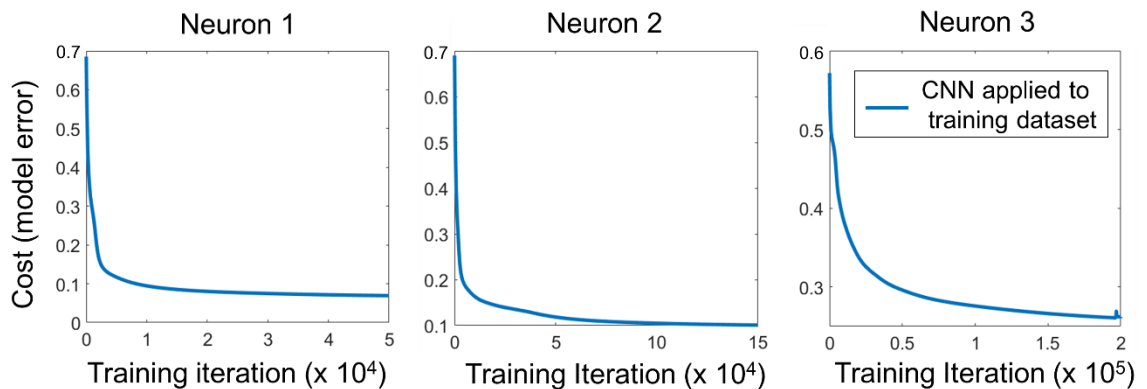 Neuron 1
Neuron 2
Neuron 3
Cost (model error)
0.7
0.6
0.5
0.4
0.3
0.2
0.1
0
0 1 2 3 4 5
Training iteration (x 10⁴)
0.7
0.6
0.5
0.4
0.3
0.2
0.1
0 5 10 15
Training Iteration (x 10⁴)
0.6
0.5
0.4
0.3
0 0.5 1 1.5 2
Training Iteration (x 10⁵)
CNN applied to
training dataset